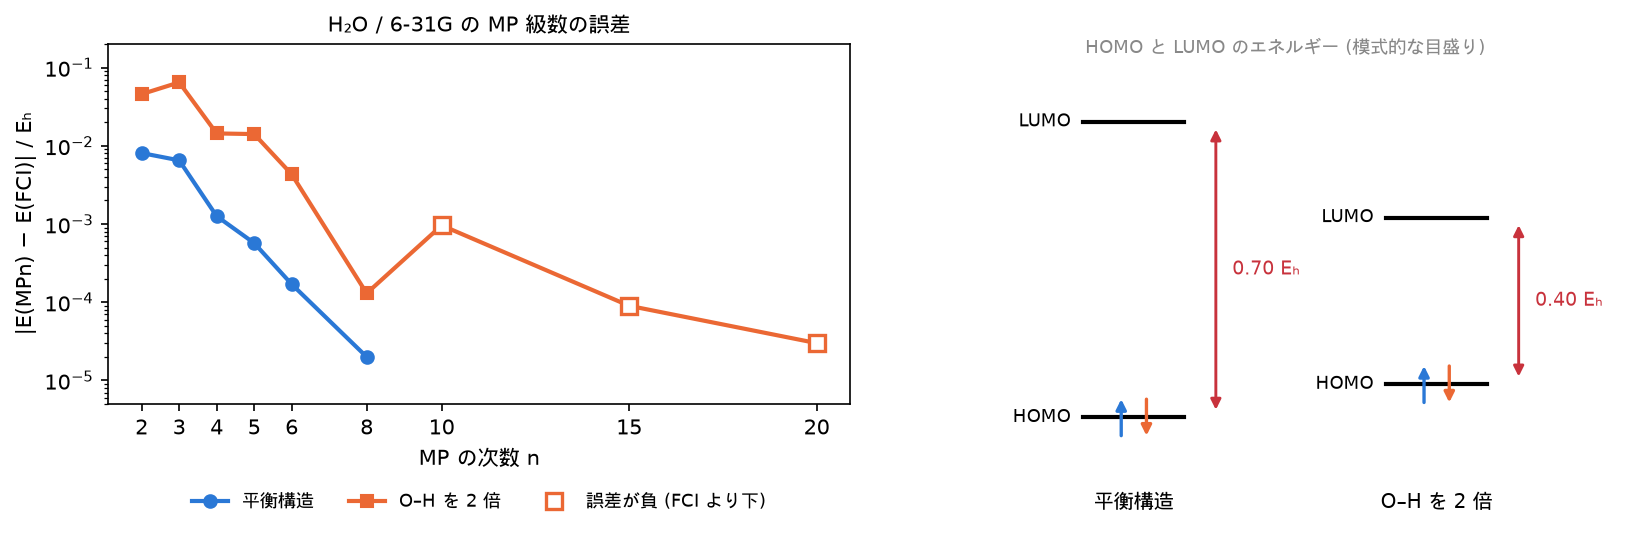 H₂O / 6-31G の MP 級数の誤差
|E(MPn) − E(FCI)| / Eₕ
10⁻¹
10⁻²
10⁻³
10⁻⁴
10⁻⁵
2 3 4 5 6 8 10 15 20
MP の次数 n
平衡構造 O–H を 2 倍 誤差が負 (FCI より下)
HOMO と LUMO のエネルギー (模式的な目盛り)
LUMO
0.70 Eₕ
HOMO
平衡構造
LUMO
0.40 Eₕ
HOMO
O–H を 2 倍